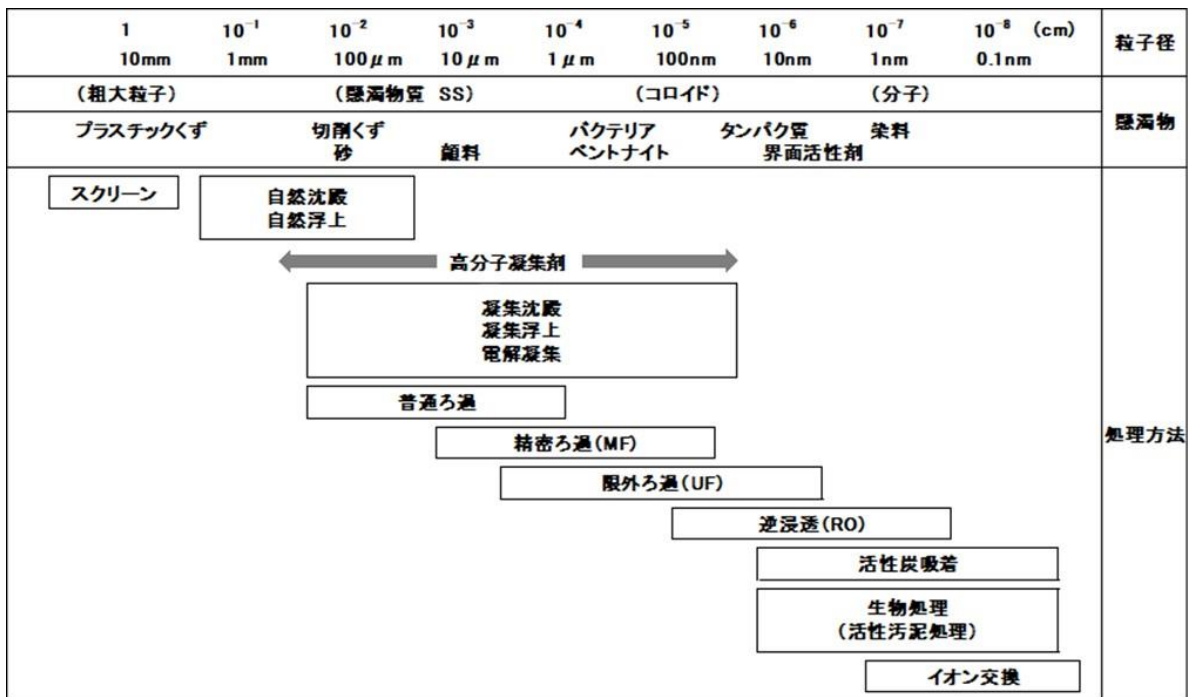 1 10⁻¹ 10⁻² 10⁻³ 10⁻⁴ 10⁻⁵ 10⁻⁶ 10⁻⁷ 10⁻⁸ (cm)
10mm 1mm 100μm 10μm 1μm 100nm 10nm 1nm 0.1nm
粒子径
(粗大粒子) (懸濁物質 SS) (コロイド) (分子)
プラスチックくず 切削くず バクテリア タンパク質 染料
砂 顔料 ベントナイト 界面活性剤
懸濁物
スクリーン
自然沈殿
自然浮上
高分子凝集剤
凝集沈殿
凝集浮上
電解凝集
普通ろ過
精密ろ過(MF)
限外ろ過(UF)
逆浸透(RO)
活性炭吸着
生物処理
(活性汚泥処理)
イオン交換
処理方法